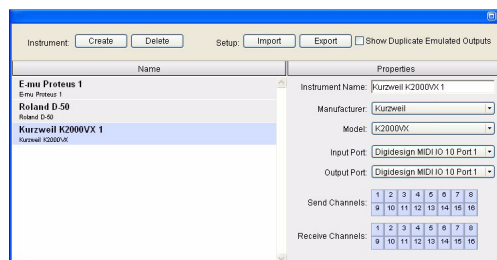 Instrument: Create Delete Setup: Import Export Show Duplicate Emulated Outputs
Name
Properties
E-mu Proteus 1
E-mu Proteus 1
Roland D-50
Roland D-50
Kurzweil K2000VX 1
Kurzweil K2000VX
Instrument Name: Kurzweil K2000VX 1
Manufacturer: Kurzweil
Model: K2000VX
Input Port: Digidesign MIDI IO 10 Port 1
Output Port: Digidesign MIDI IO 10 Port 1
Send Channels:
1 2 3 4 5 6 7 8
9 10 11 12 13 14 15 16
Receive Channels:
1 2 3 4 5 6 7 8
9 10 11 12 13 14 15 16